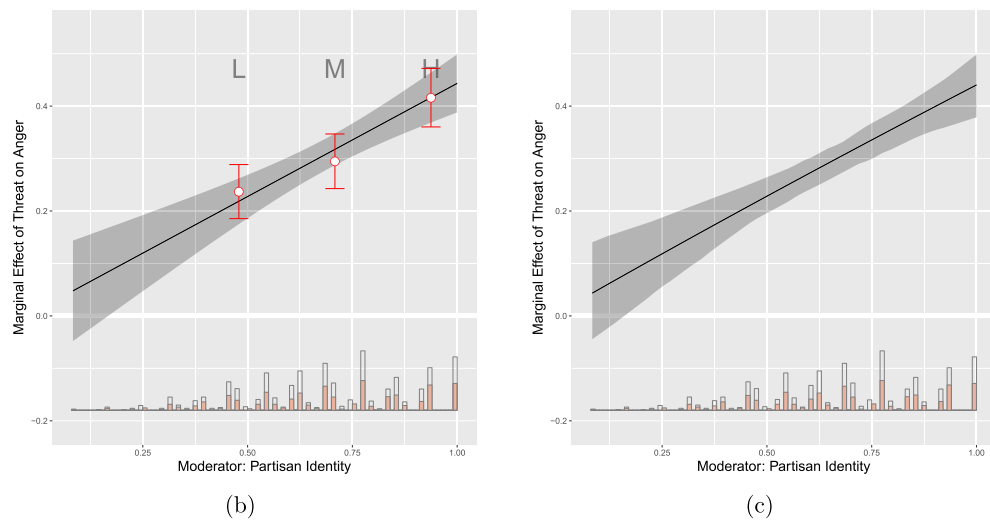 L M H
Marginal Effect of Threat on Anger
0.4
0.2
0.0
−0.2
0.25 0.50 0.75 1.00
Moderator: Partisan Identity
(b)
Marginal Effect of Threat on Anger
0.4
0.2
0.0
−0.2
0.25 0.50 0.75 1.00
Moderator: Partisan Identity
(c)